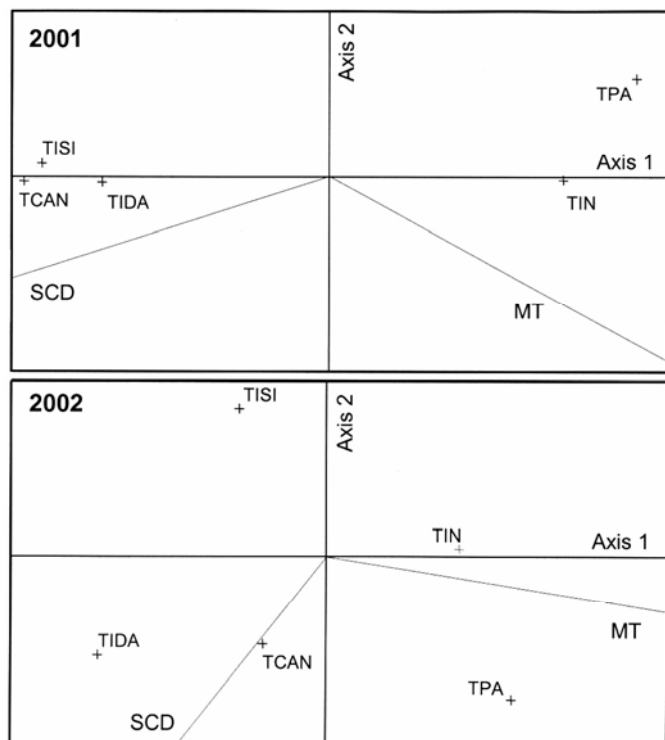 2001
Axis 2
TPA
TISI
Axis 1
TCAN
TIDA
TIN
SCD
MT
2002
TISI
Axis 2
TIN
Axis 1
TIDA
TCAN
MT
TPA
SCD